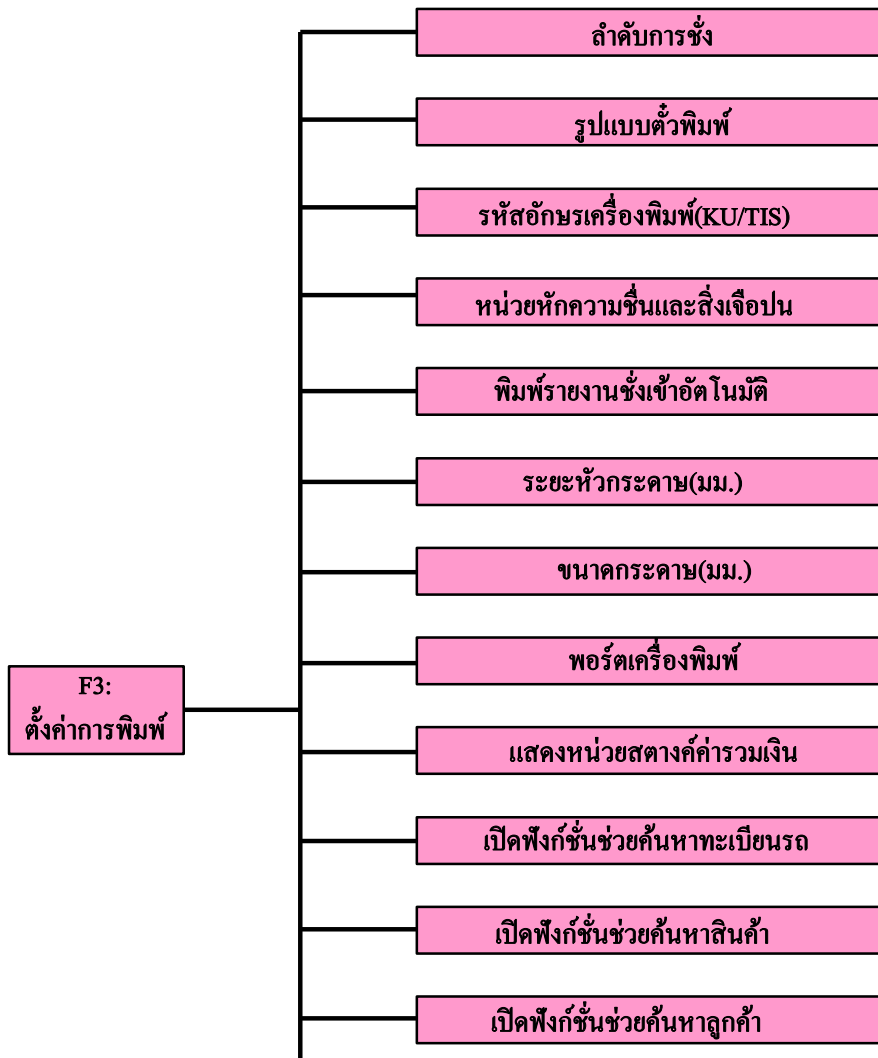 ลำดับการชั่ง
รูปแบบตั๋วพิมพ์
รหัสอักษรเครื่องพิมพ์(KU/TIS)
หน่วยหักความชื่นและสิ่งเจือปน
พิมพ์รายงานชั่งเข้าอัตโนมัติ
ระยะหัวกระดาษ(มม.)
ขนาดกระดาษ(มม.)
พอร์ตเครื่องพิมพ์
F3:
ตั้งค่าการพิมพ์
แสดงหน่วยสตางค์ค่ารวมเงิน
เปิดฟังก์ชั่นช่วยค้นหาทะเบียนรถ
เปิดฟังก์ชั่นช่วยค้นหาสินค้า
เปิดฟังก์ชั่นช่วยค้นหาลูกค้า